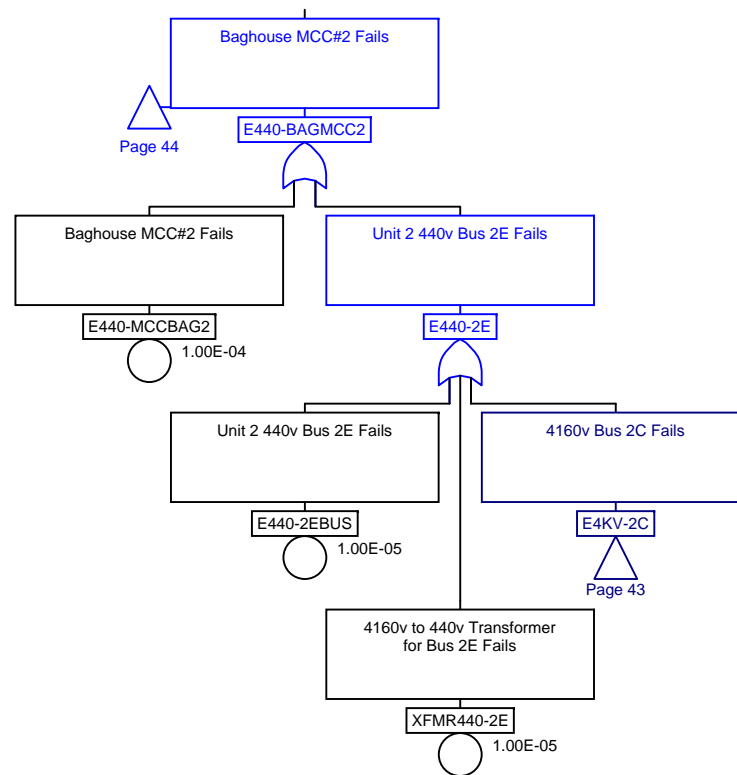 Baghouse MCC#2 Fails
Page 44
E440-BAGMCC2
Baghouse MCC#2 Fails
Unit 2 440v Bus 2E Fails
E440-MCCBAG2
1.00E-04
E440-2E
Unit 2 440v Bus 2E Fails
4160v Bus 2C Fails
E440-2EBUS
1.00E-05
E4KV-2C
Page 43
4160v to 440v Transformer
for Bus 2E Fails
XFMR440-2E
1.00E-05